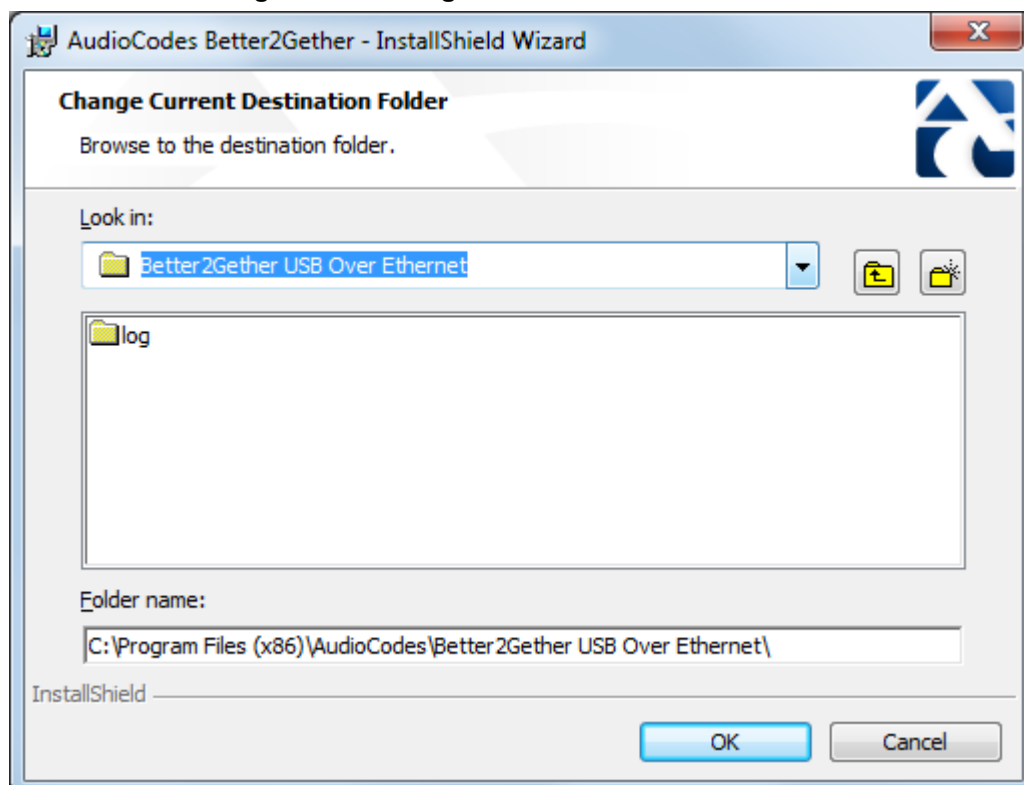 AudioCodes Better2Gether - InstallShield Wizard
Change Current Destination Folder
Browse to the destination folder.
Look in:
Better2Gether USB Over Ethernet
log
Folder name:
C:\Program Files (x86)\AudioCodes\Better2Gether USB Over Ethernet\
InstallShield
OK Cancel